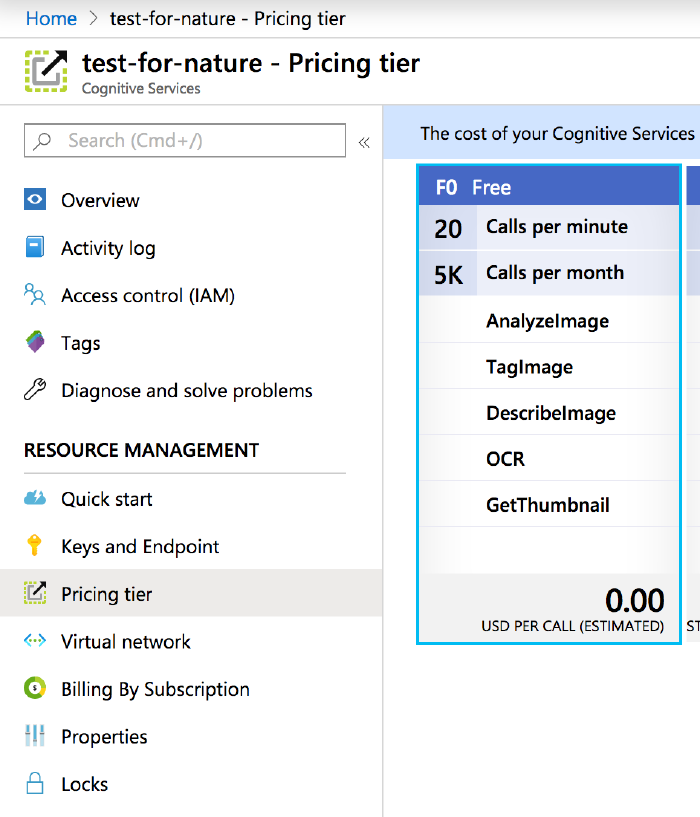 Home > test-for-nature - Pricing tier
test-for-nature - Pricing tier
Cognitive Services
Search (Cmd+/)
«
Overview
Activity log
Access control (IAM)
Tags
Diagnose and solve problems
RESOURCE MANAGEMENT
Quick start
Keys and Endpoint
Pricing tier
Virtual network
Billing By Subscription
Properties
Locks
The cost of your Cognitive Services
F0 Free
20 Calls per minute
5K Calls per month
AnalyzeImage
TagImage
DescribeImage
OCR
GetThumbnail
0.00
USD PER CALL (ESTIMATED)
ST